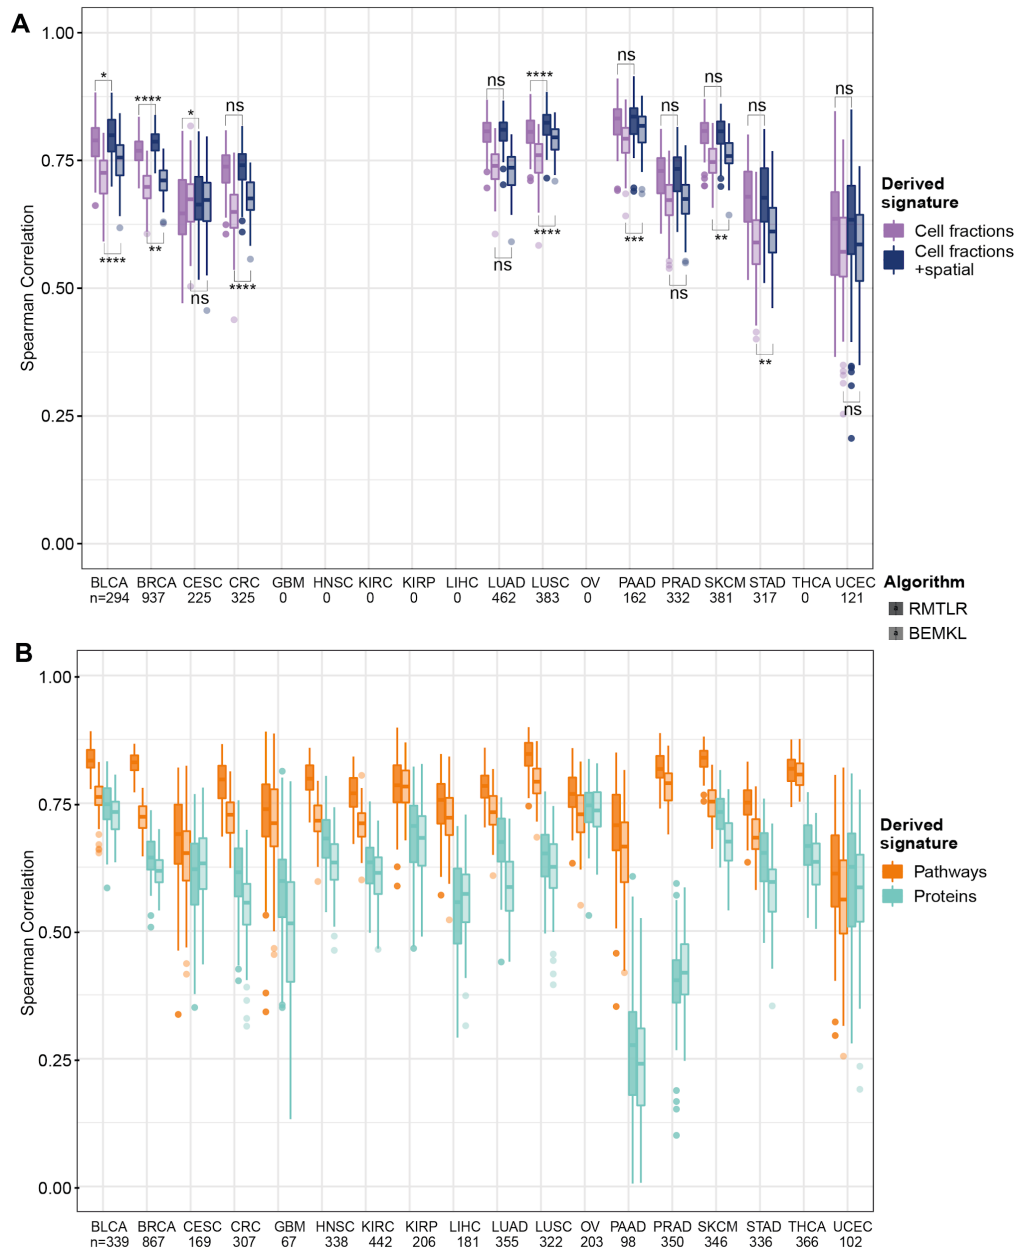 A
1.00
0.75
0.50
0.25
0.00
Spearman Correlation
* **** * ns ns **** ns ns ns ns ns
**** ** ns **** ns **** *** ns ** ** ns
BLCA BRCA CESC CRC GBM HNSC KIRC KIRP LIHC LUAD LUSC OV PAAD PRAD SKCM STAD THCA UCEC
n=294 937 225 325 0 0 0 0 0 462 383 0 162 332 381 317 0 121
Derived
signature
Cell fractions
Cell fractions
+spatial
Algorithm
a RMTLR
a BEMKL
B
1.00
0.75
0.50
0.25
0.00
Spearman Correlation
BLCA BRCA CESC CRC GBM HNSC KIRC KIRP LIHC LUAD LUSC OV PAAD PRAD SKCM STAD THCA UCEC
n=339 867 169 307 67 338 442 206 181 355 322 203 98 350 346 336 366 102
Derived
signature
Pathways
Proteins